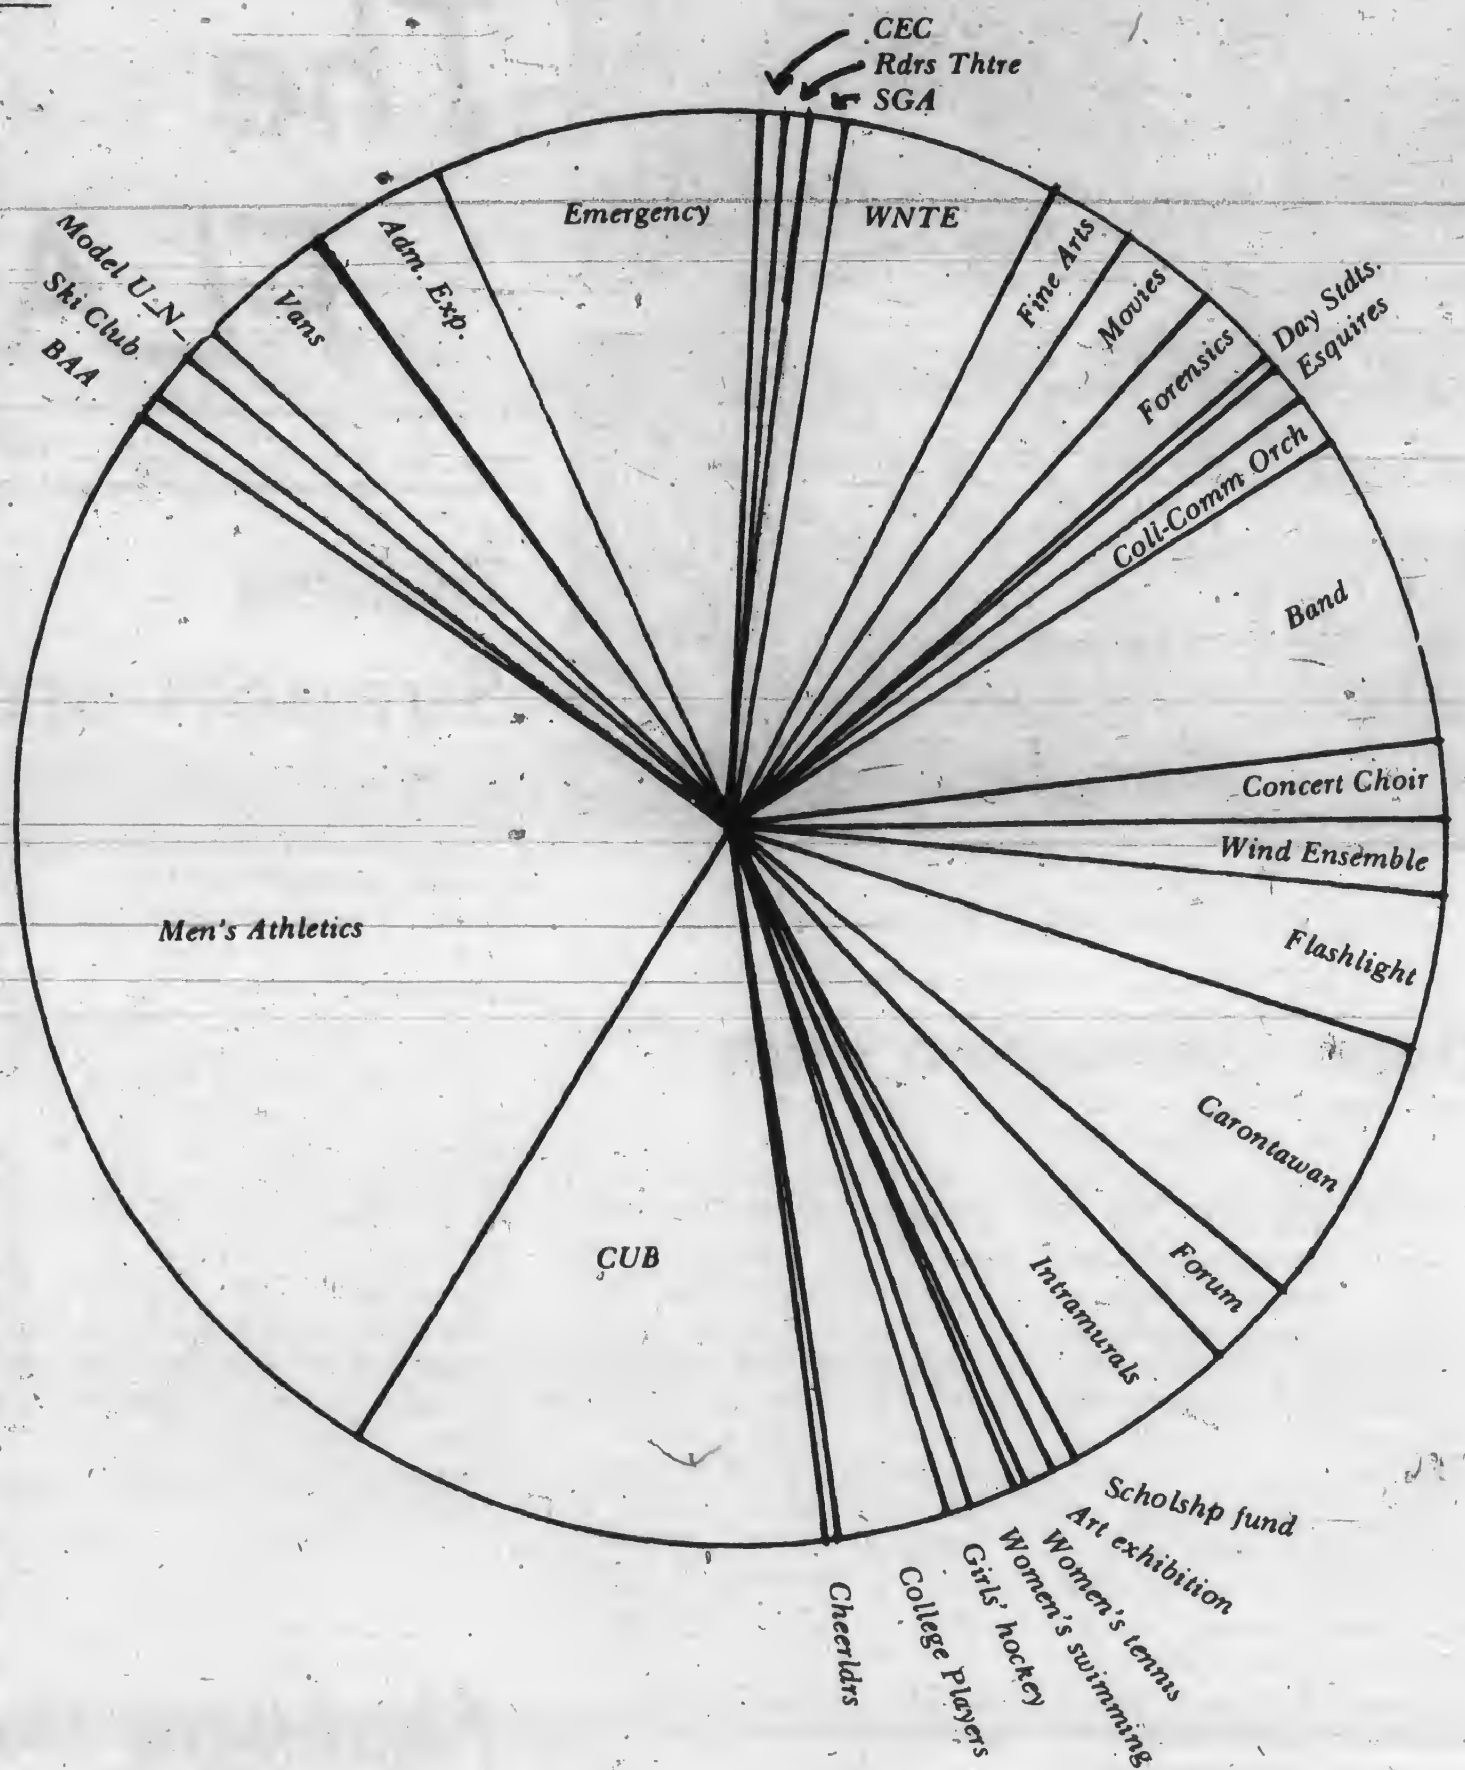 CEC
Rdrs Thtre
SGA
WNTE
Fine Arts
Movies
Forensics
Day Stdts.
Esquires
Coll-Comm Orch
Band
Concert Choir
Wind Ensemble
Flashlight
Carontawan
Forum
Intramurals
Scholshp fund
Art exhibition
Women's tennis
Women's swimming
Girls' hockey
College Players
Cheerldrs
CUB
Men's Athletics
BAA
Ski Club
Model U_N_
Vans
Adm. Exp.
Emergency